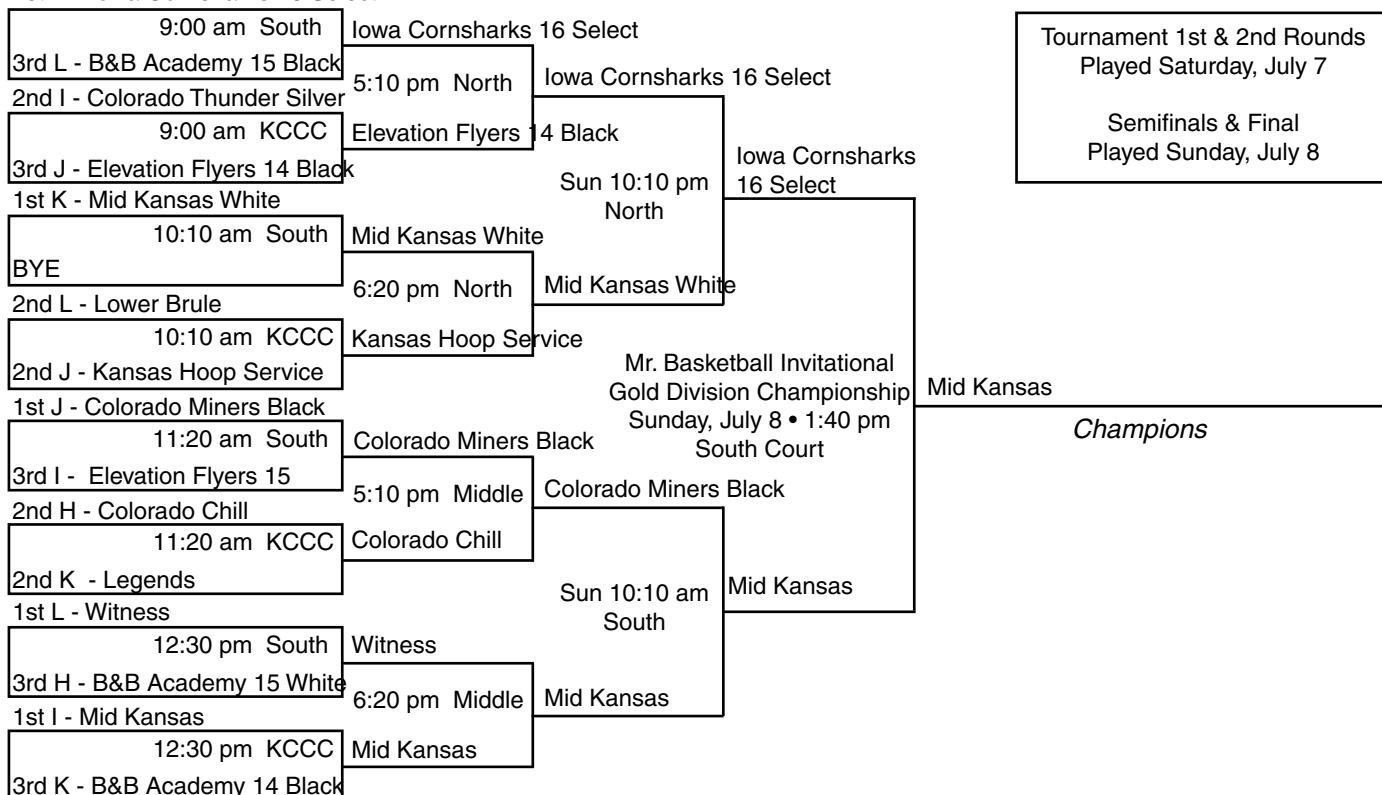 9:00 am South
3rd L - B&B Academy 15 Black
2nd I - Colorado Thunder Silver
9:00 am KCCC
3rd J - Elevation Flyers 14 Black
1st K - Mid Kansas White
10:10 am South
BYE
2nd L - Lower Brule
10:10 am KCCC
2nd J - Kansas Hoop Service
1st J - Colorado Miners Black
11:20 am South
3rd I - Elevation Flyers 15
2nd H - Colorado Chill
11:20 am KCCC
2nd K - Legends
1st L - Witness
12:30 pm South
3rd H - B&B Academy 15 White
1st I - Mid Kansas
12:30 pm KCCC
3rd K - B&B Academy 14 Black
Iowa Cornsharks 16 Select
5:10 pm North
Elevation Flyers 14 Black
Mid Kansas White
6:20 pm North
Kansas Hoop Service
Colorado Miners Black
5:10 pm Middle
Colorado Chill
Witness
6:20 pm Middle
Mid Kansas
Iowa Cornsharks 16 Select
Sun 10:10 pm
North
Mid Kansas White
Colorado Miners Black
Sun 10:10 am
South
Mid Kansas
Iowa Cornsharks
16 Select
Mr. Basketball Invitational
Gold Division Championship
Sunday, July 8 • 1:40 pm
South Court
Mid Kansas
Mid Kansas
Champions
Tournament 1st & 2nd Rounds
Played Saturday, July 7
Semifinals & Final
Played Sunday, July 8